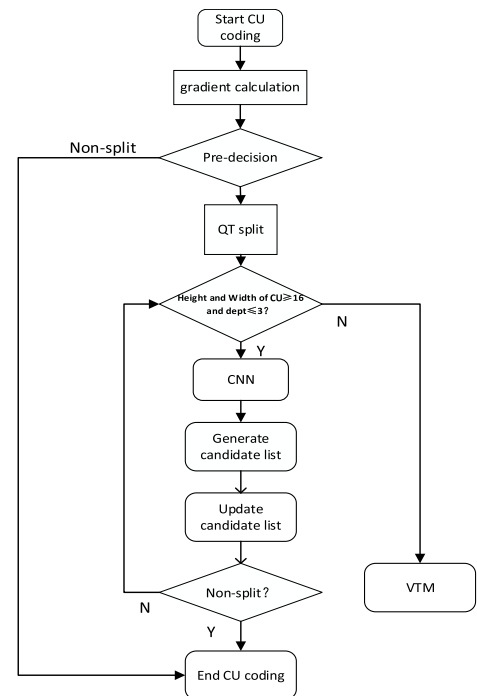 Start CU
coding
gradient calculation
Non-split
Pre-decision
QT split
Height and Width of CU≥16
and dept≤3?
N
Y
CNN
Generate
candidate list
Update
candidate list
Non-split?
VTM
N
Y
End CU coding